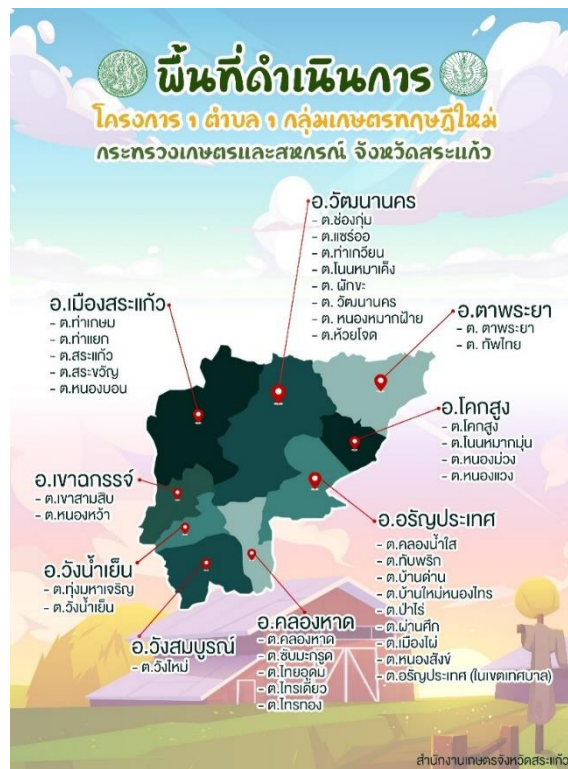 พื้นที่ดำเนินการ
โครงการ ๑ ตำบล ๑ กลุ่มเกษตรทฤษฎีใหม่
กระทรวงเกษตรและสหกรณ์ จังหวัดสระแก้ว
อ.วัฒนานคร
- ต.ช่องกุ่ม
- ต.แซร์ออ
- ต.ท่าเกวียน
- ต.โนนหมากเค็ง
- ต. ผักขะ
- ต. วัฒนานคร
- ต. หนองหมากฝ้าย
- ต.ห้วยโจด
อ.เมืองสระแก้ว
- ต.ท่าเกษม
- ต.ท่าแยก
- ต.สระแก้ว
- ต.สระขวัญ
- ต.หนองบอน
อ.ตาพระยา
- ต. ตาพระยา
- ต. ทัพไทย
อ.โคกสูง
- ต.โคกสูง
- ต.โนนหมากมุ่น
- ต.หนองม่วง
- ต.หนองแวง
อ.เขาฉกรรจ์
- ต.เขาสามสิบ
- ต.หนองหว้า
อ.อรัญประเทศ
- ต.คลองน้ำใส
- ต.ทับพริก
- ต.บ้านด่าน
- ต.บ้านใหม่หนองไทร
- ต.ป่าไร่
- ต.ผ่านศึก
- ต.เมืองไผ่
- ต.หนองสังข์
- ต.อรัญประเทศ (ในเขตเทศบาล)
อ.วังน้ำเย็น
- ต.ทุ่งมหาเจริญ
- ต.วังน้ำเย็น
อ.วังสมบูรณ์
- ต.วังใหม่
อ.คลองหาด
- ต.คลองหาด
- ต.ซับมะกรูด
- ต.ไทยอุดม
- ต.ไทรเดี่ยว
- ต.ไทรทอง
สำนักงานเกษตรจังหวัดสระแก้ว